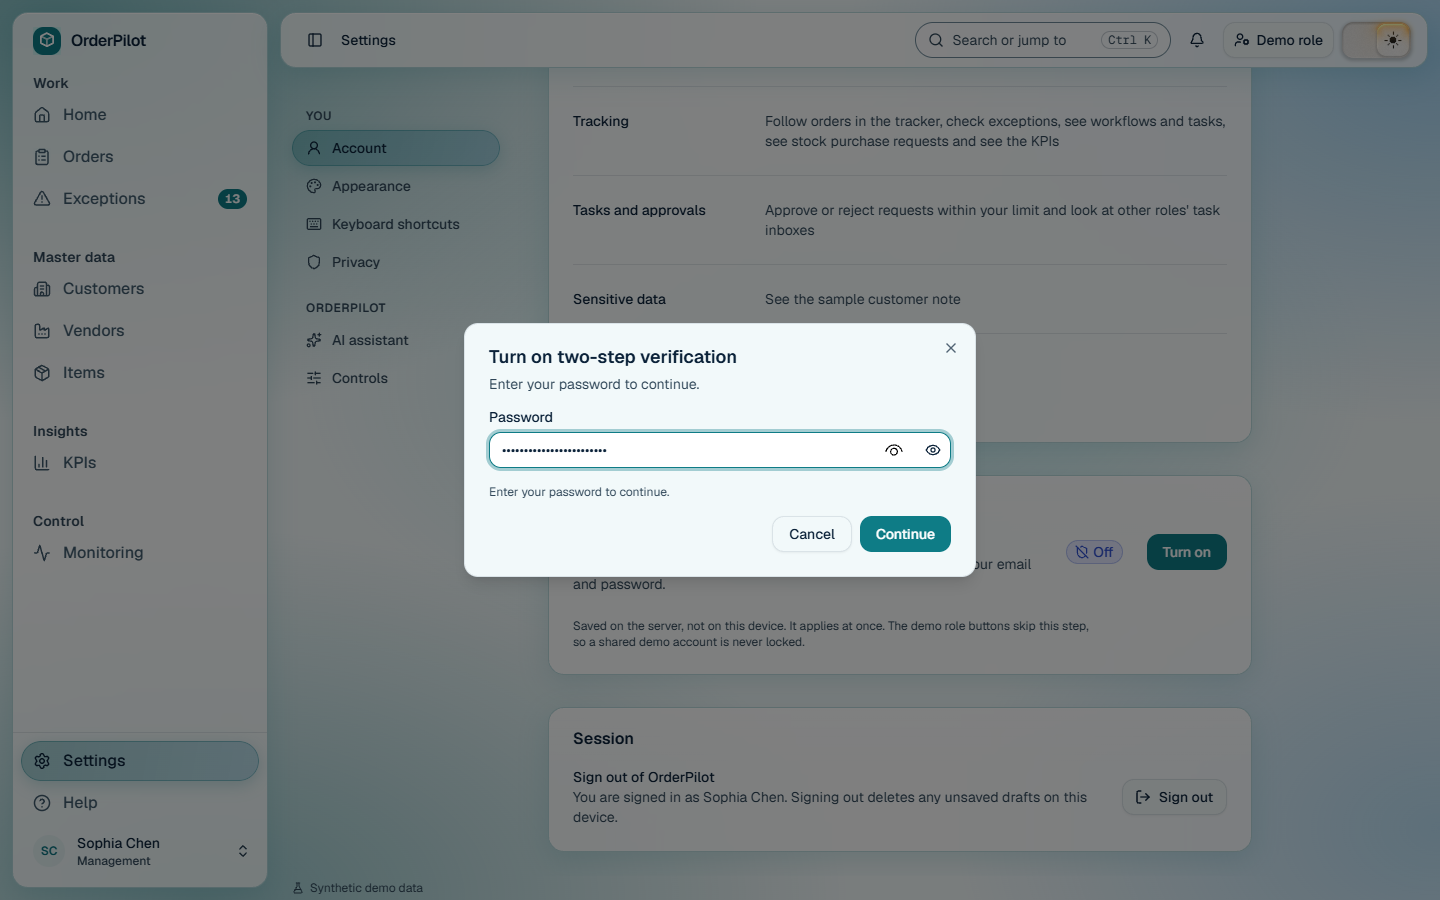 OrderPilot
Work
Home
Orders
Exceptions
13
Master data
Customers
Vendors
Items
Insights
KPIs
Control
Monitoring
Settings
Help
SC
Sophia Chen
Management
Settings
Search or jump to
Ctrl K
Demo role
YOU
Account
Appearance
Keyboard shortcuts
Privacy
ORDERPILOT
AI assistant
Controls
Tracking
Follow orders in the tracker, check exceptions, see workflows and tasks,
see stock purchase requests and see the KPIs
Tasks and approvals
Approve or reject requests within your limit and look at other roles' task
inboxes
Sensitive data
See the sample customer note
Turn on two-step verification
Enter your password to continue.
Password
Enter your password to continue.
Cancel
Continue
Off
Turn on
our email
and password.
Saved on the server, not on this device. It applies at once. The demo role buttons skip this step,
so a shared demo account is never locked.
Session
Sign out of OrderPilot
You are signed in as Sophia Chen. Signing out deletes any unsaved drafts on this
device.
Sign out
Synthetic demo data